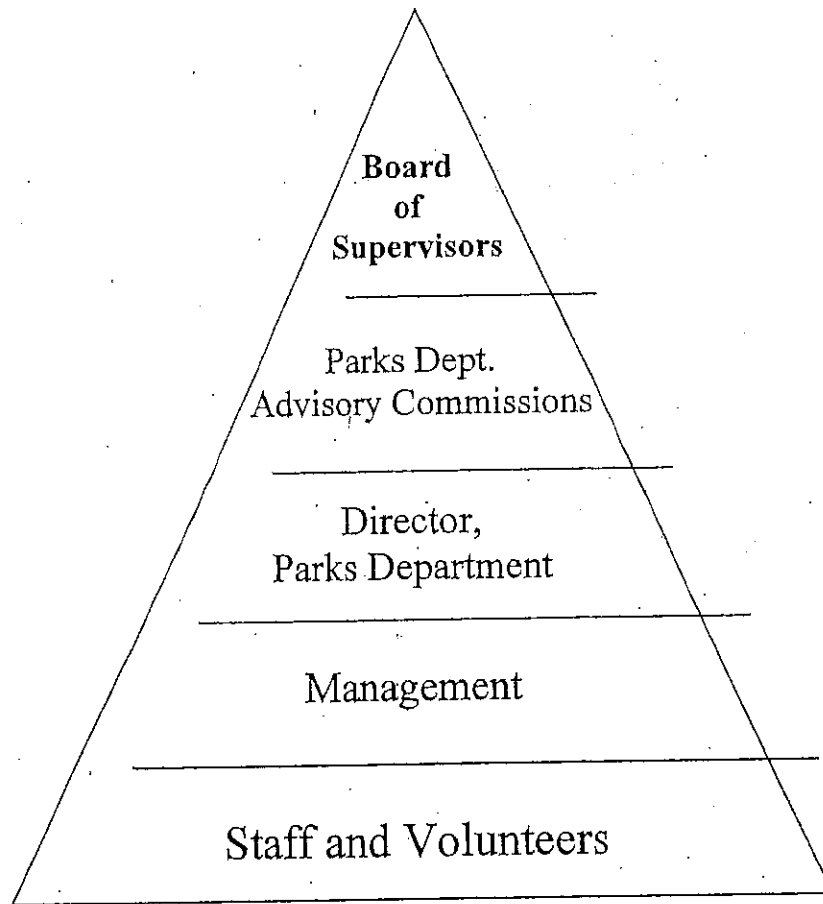 Board
of
Supervisors
Parks Dept.
Advisory Commissions
Director,
Parks Department
Management
Staff and Volunteers